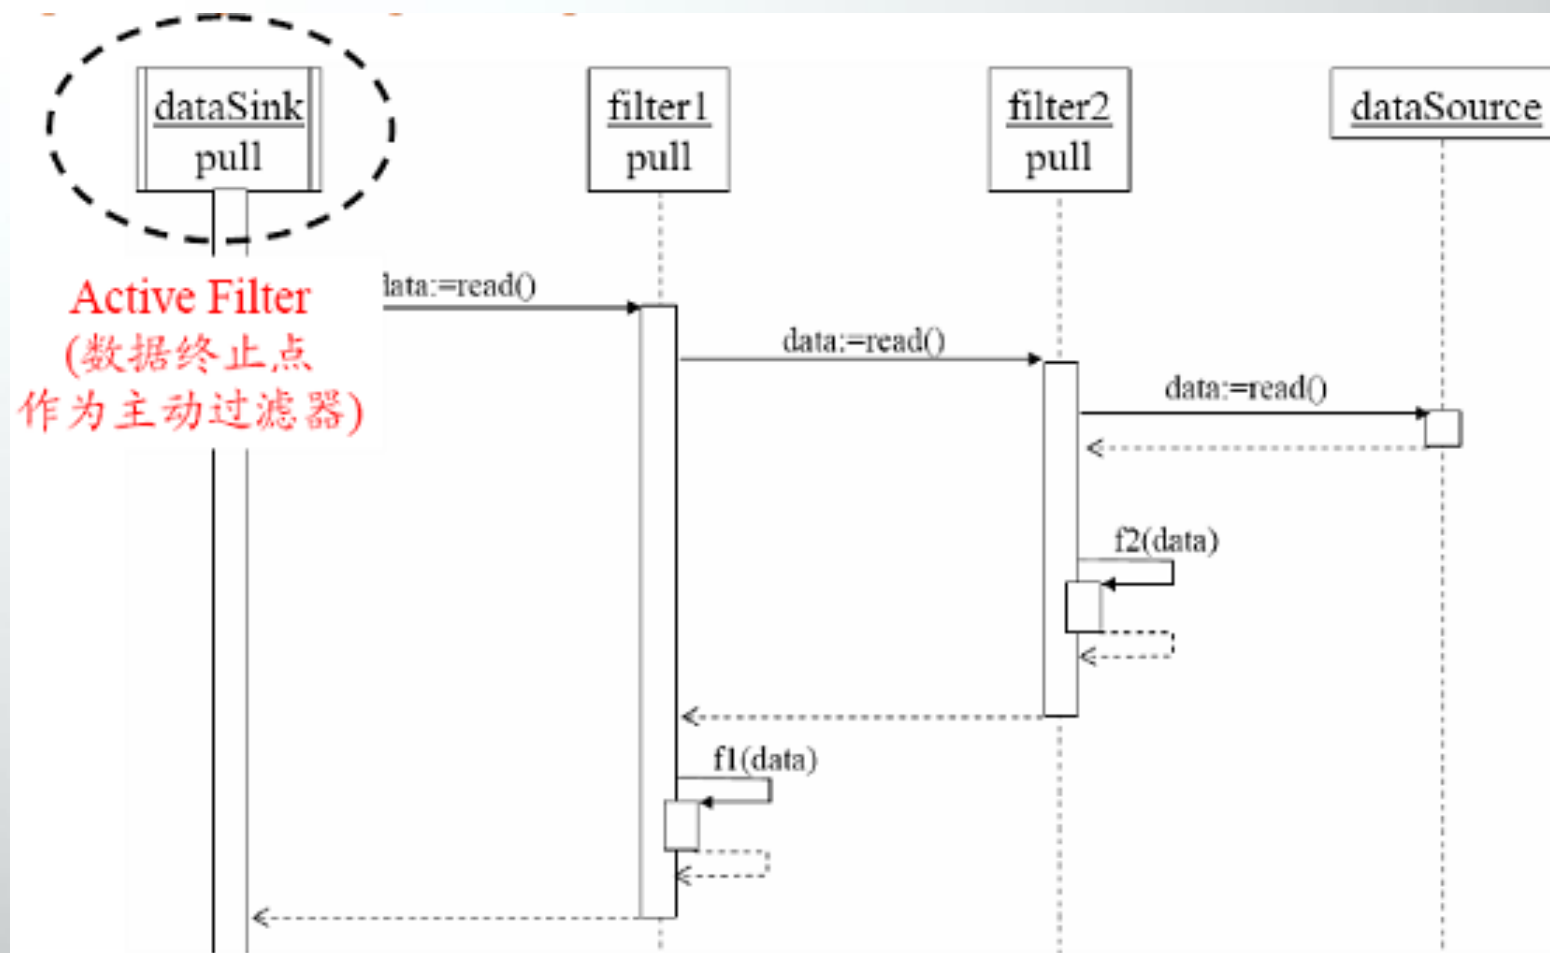 dataSink
pull
filter1
pull
filter2
pull
dataSource
Active Filter
(数据终止点
作为主动过滤器)
data:=read()
data:=read()
data:=read()
f2(data)
f1(data)